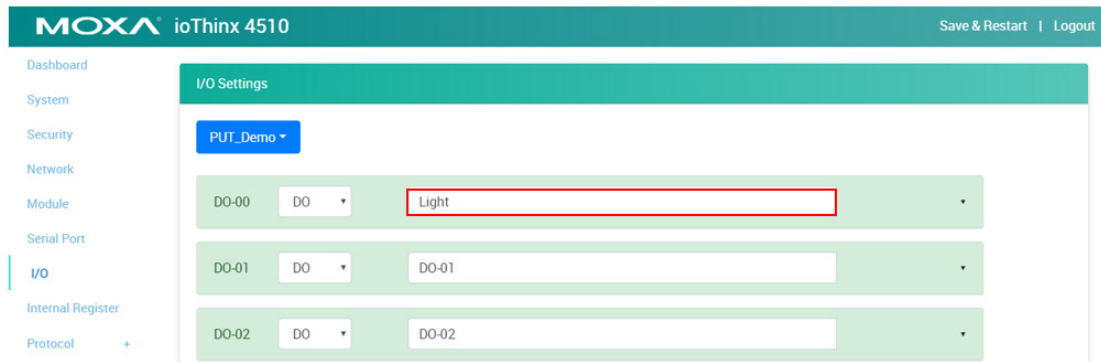 MOXA ioThinx 4510 Save & Restart | Logout
Dashboard
I/O Settings
System
Security
PUT_Demo
Network
Module
DO-00 DO Light
Serial Port
I/O
DO-01 DO DO-01
Internal Register
Protocol +
DO-02 DO DO-02